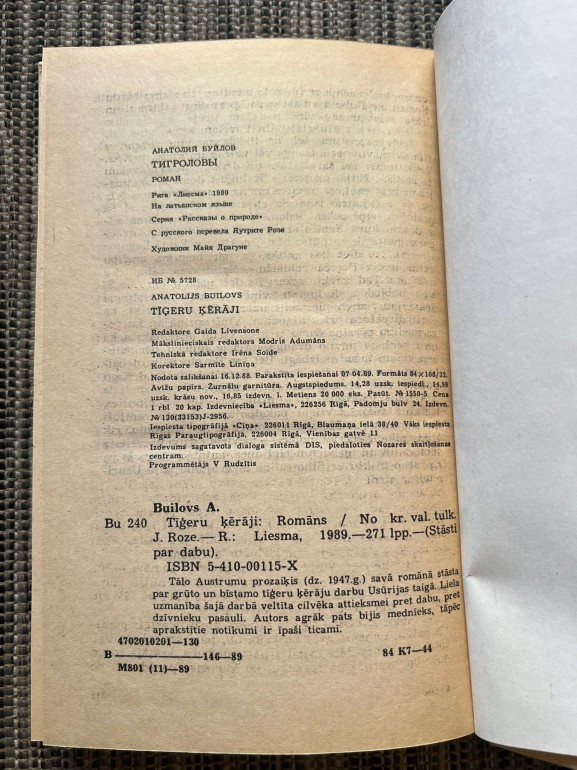 АНАТОЛИЙ БУЙЛОВ
ТИГРОЛОВЫ
РОМАН
Рига «Лиесма» 1989
На латышском языке
Серия «Рассказы о природе»
С русского перевела Яутрите Розе
Художник Майя Драгуне
ИБ № 5728
ANATOLIJS BUILOVS
TĪĢERU ĶĒRĀJI
Redaktore Gaida Līvensone
Mākslinieciskais redaktors Modris Adumāns
Tehniskā redaktore Irēna Soide
Korektore Sarmīte Liniņa
Nodota salikšanai 16.12.88. Parakstīta iespiešanai 07.04.89. Formāts 84×108/32.
Avīžu papīrs. Žurnālu garnitūra. Augstspiedums. 14,28 uzsk. iespiedl., 14,59
uzsk. krāsu nov., 16,85 izdevn. l. Metiens 20 000 eks. Pasūt. № 1550-5 Cena
1 rbl 20 kap. Izdevniecība «Liesma», 226256 Rīgā, Padomju bulv 24. Izdevn.
№ 130(33153)J-2956.
Iespiests tipogrāfijā «Cīņa» 226011 Rīgā, Blaumaņa ielā 38/40 Vāks iespiests
Rīgas Paraugtipogrāfijā, 226004 Rīgā, Vienības gatvē 11
Izdevums sagatavots dialoga sistēmā DIS, piedaloties Nozares skaitļošanas
centram.
Programmētājs V Rudzītis
Builovs A.
Bu 240 Tīģeru ķērāji: Romāns / No kr. val. tulk.
J. Roze.— R.: Liesma, 1989.—271 lpp.—(Stāsti
par dabu).
ISBN 5-410-00115-X
Tālo Austrumu prozaiķis (dz. 1947.g.) savā romānā stāsta
par grūto un bīstamo tīģeru ķērāju darbu Usūrijas taigā. Liela
uzmanība šajā darbā veltīta cilvēka attieksmei pret dabu, pret
dzīvnieku pasauli. Autors agrāk pats bijis mednieks, tāpēc
aprakstītie notikumi ir īpaši ticami.
4702010201—130
B————146—89 84 K7—44
M801 (11)—89